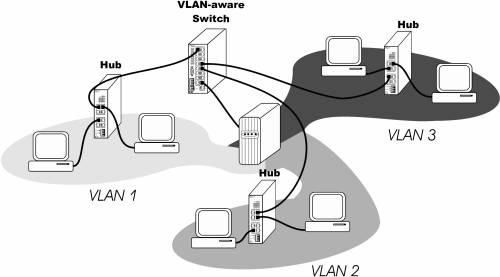 VLAN-aware
Switch
Hub
Hub
VLAN 3
VLAN 1
Hub
VLAN 2